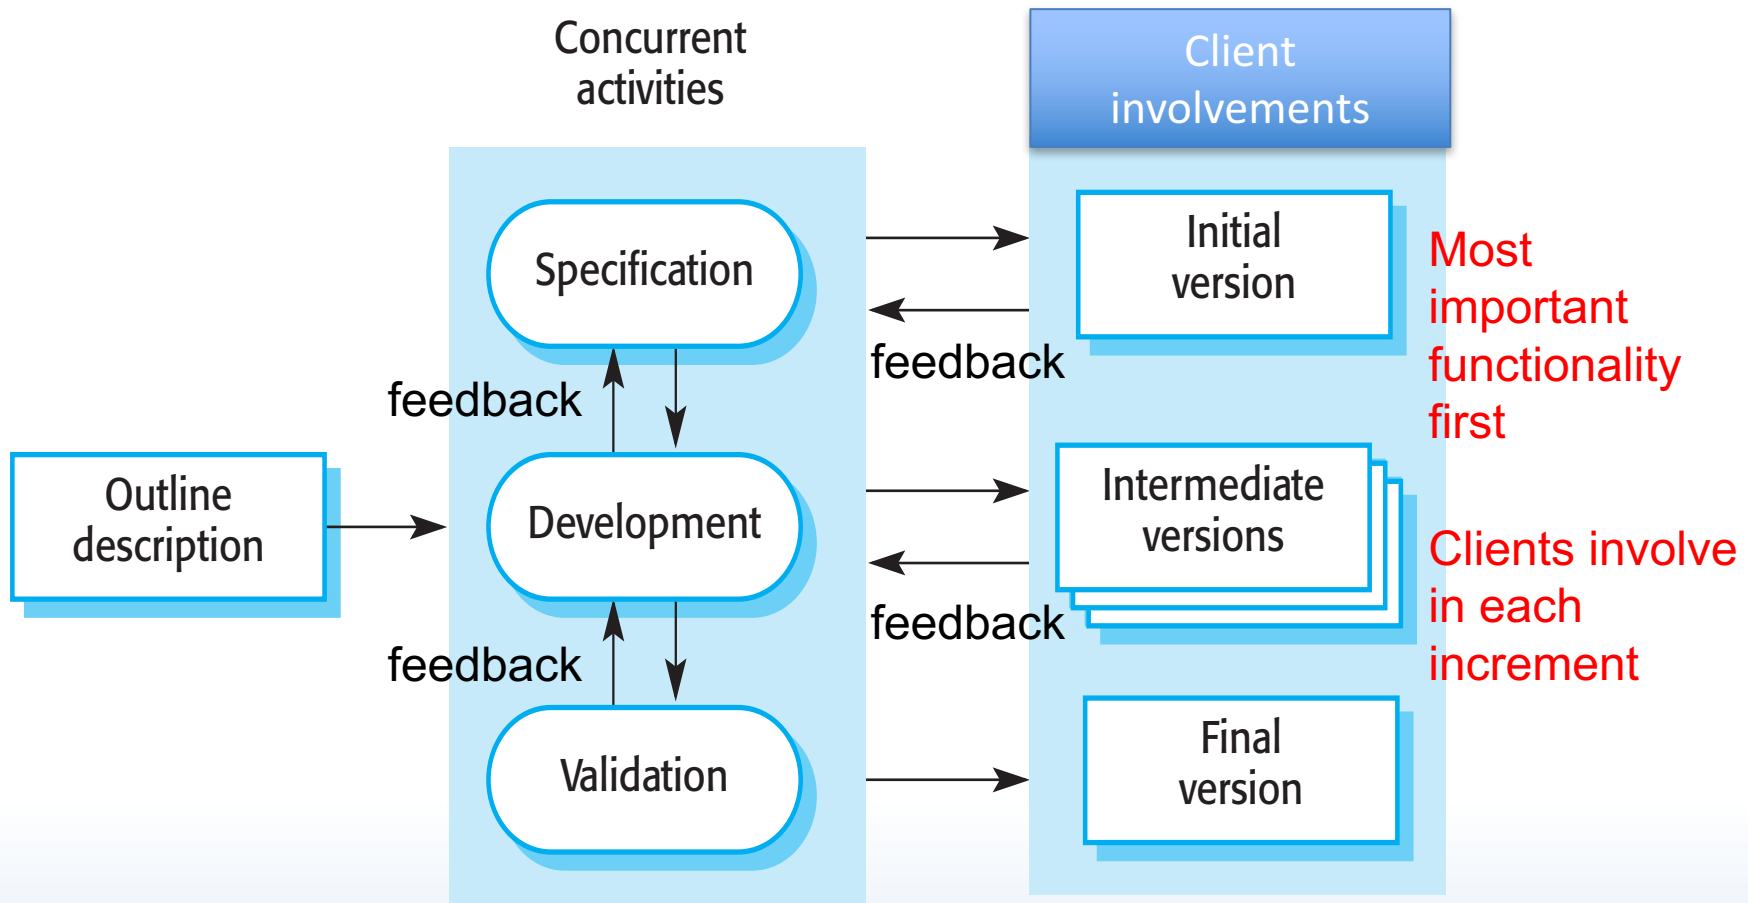 Concurrent
activities
Client
involvements
Specification
Initial
version
Most
important
functionality
first
feedback
feedback
Outline
description
Development
Intermediate
versions
Clients involve
in each
increment
feedback
feedback
Validation
Final
version